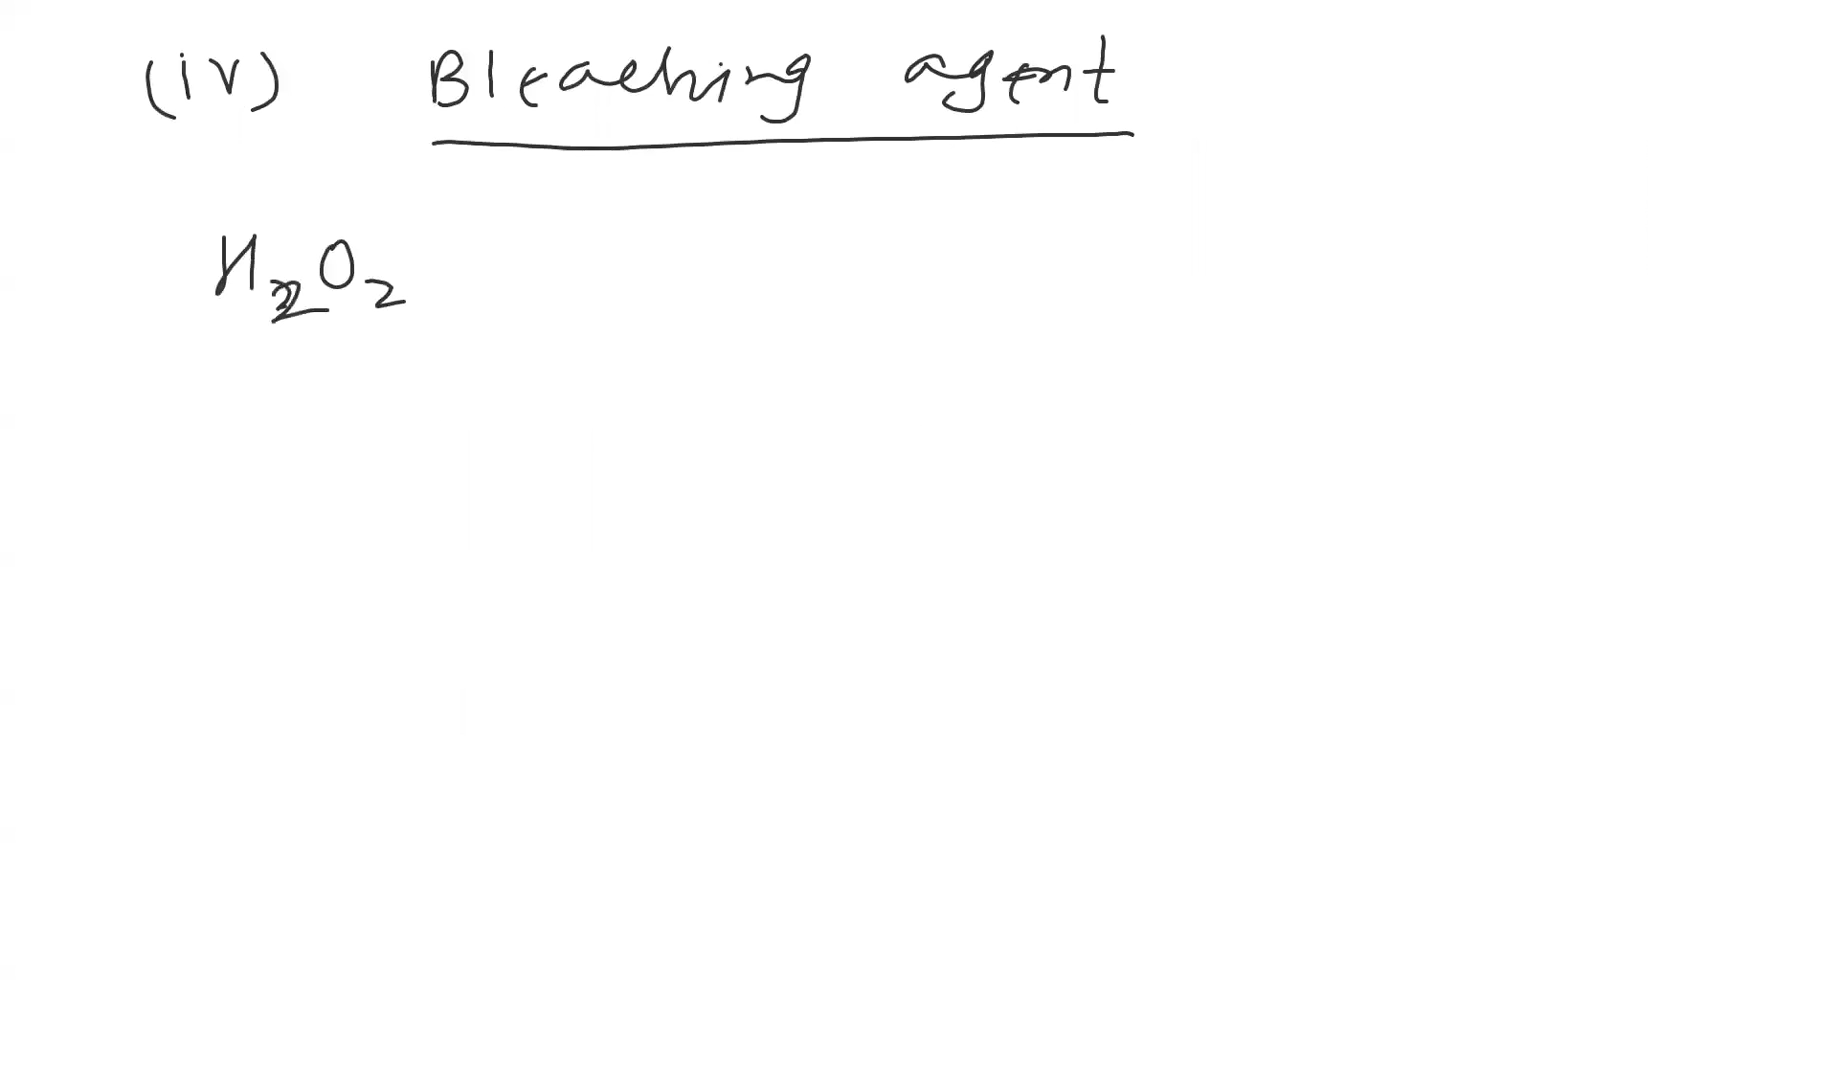 (iv) Bleaching agent
H₂O₂